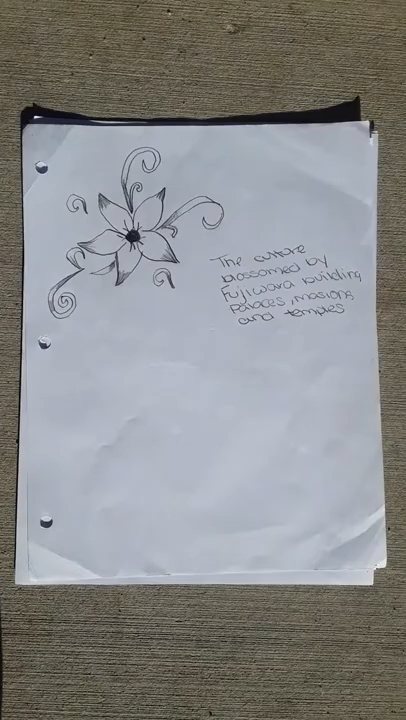 The culture
blossomed by
Fujiwara building
Palaces, masions
and temples